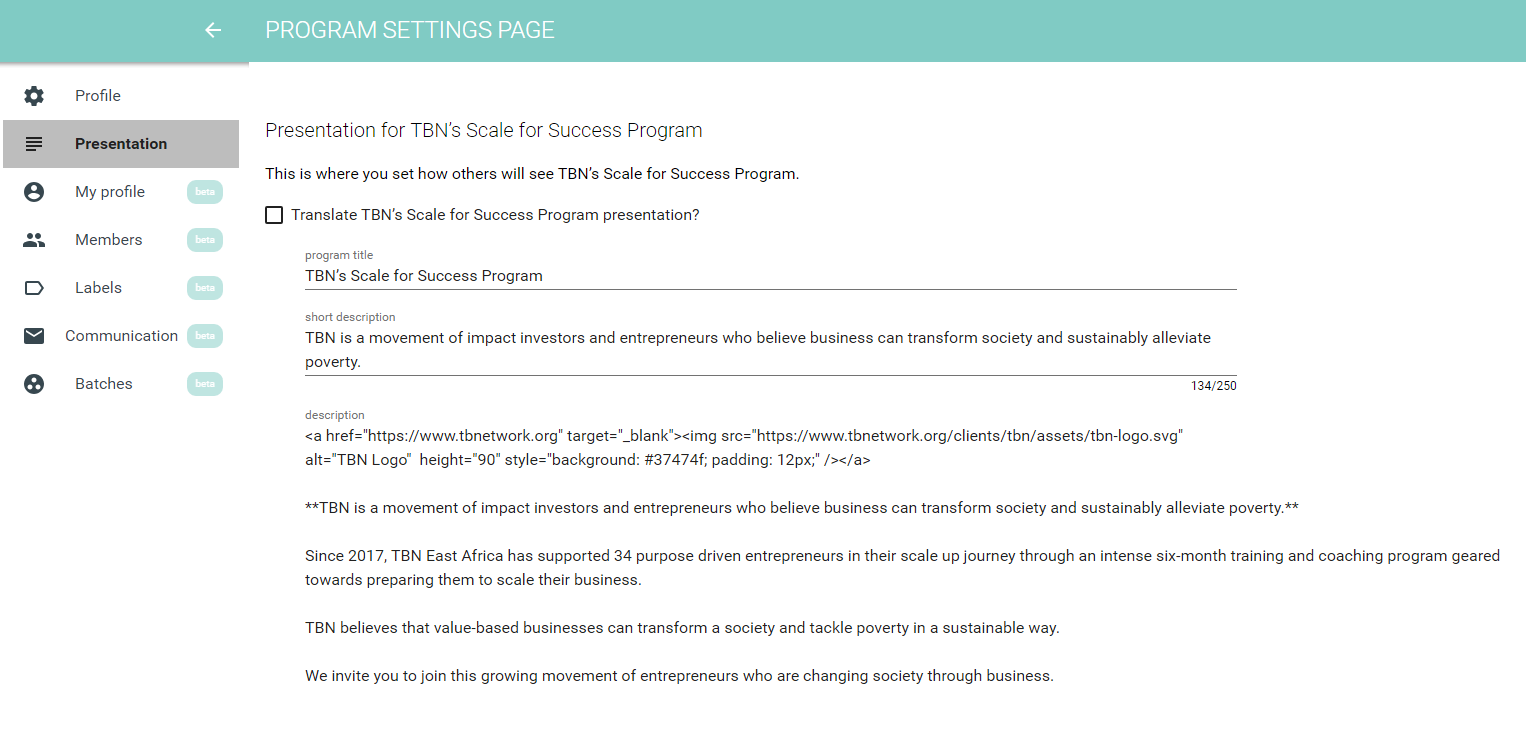 PROGRAM SETTINGS PAGE
Profile
Presentation
My profile beta
Members beta
Labels beta
Communication beta
Batches beta
Presentation for TBN’s Scale for Success Program
This is where you set how others will see TBN’s Scale for Success Program.
Translate TBN’s Scale for Success Program presentation?
program title
TBN’s Scale for Success Program
short description
TBN is a movement of impact investors and entrepreneurs who believe business can transform society and sustainably alleviate
poverty.
134/250
description
<a href="https://www.tbnetwork.org" target="_blank"><img src="https://www.tbnetwork.org/clients/tbn/assets/tbn-logo.svg"
alt="TBN Logo"  height="90" style="background: #37474f; padding: 12px;" /></a>
**TBN is a movement of impact investors and entrepreneurs who believe business can transform society and sustainably alleviate poverty.**
Since 2017, TBN East Africa has supported 34 purpose driven entrepreneurs in their scale up journey through an intense six-month training and coaching program geared
towards preparing them to scale their business.
TBN believes that value-based businesses can transform a society and tackle poverty in a sustainable way.
We invite you to join this growing movement of entrepreneurs who are changing society through business.